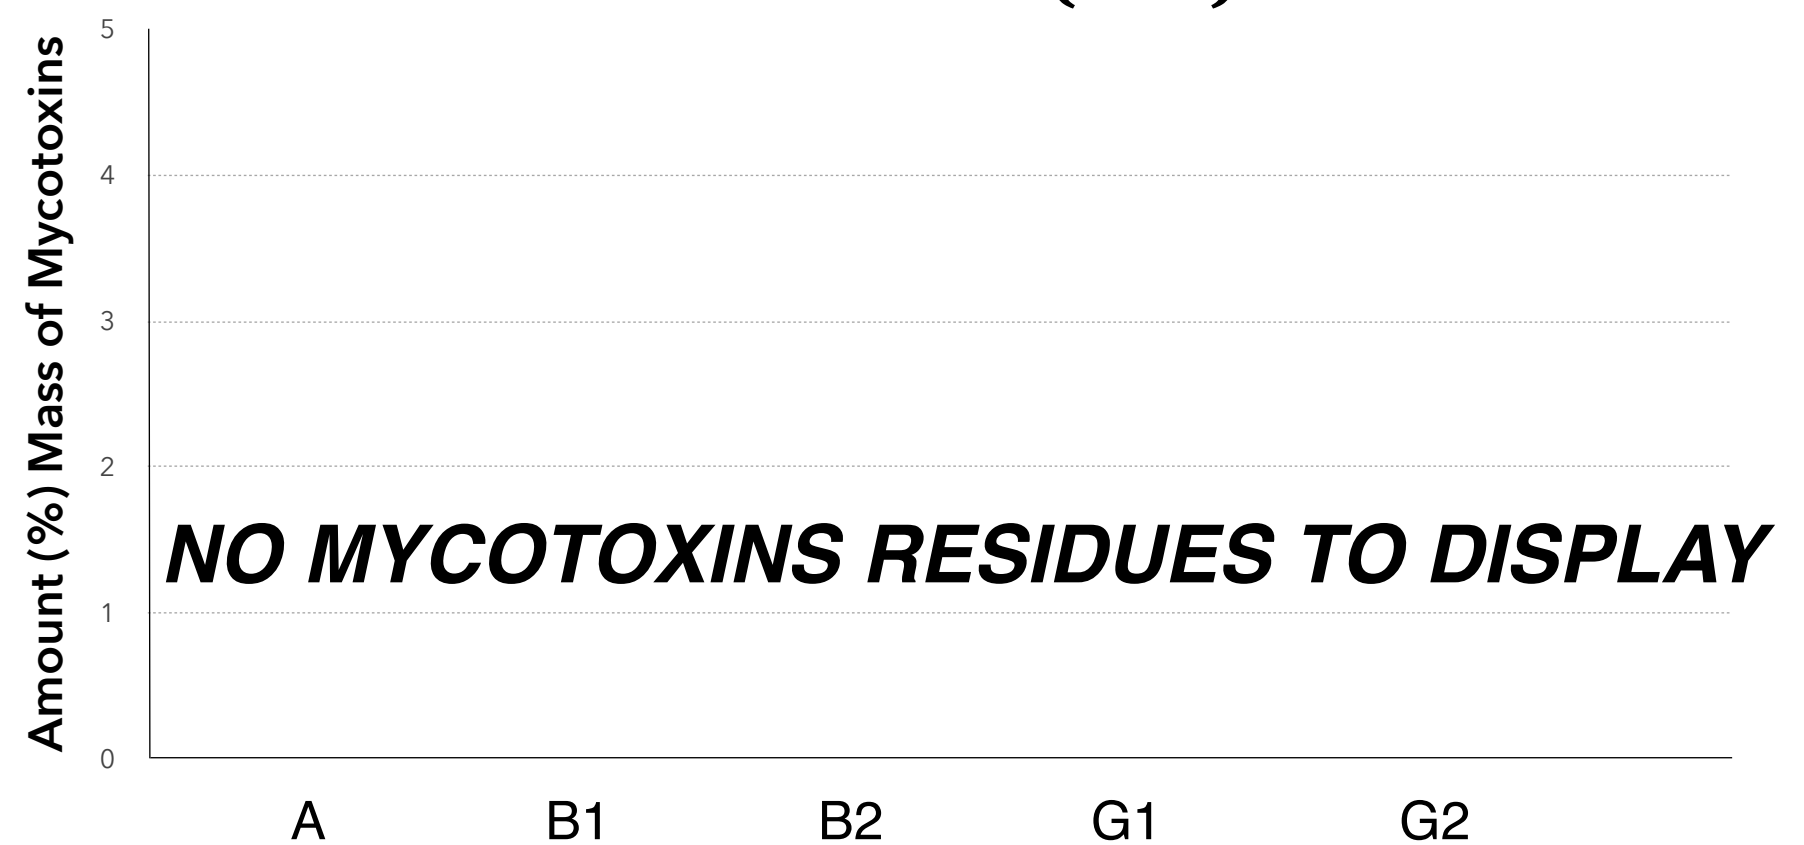 Amount (%) Mass of Mycotoxins
5
4
3
2
NO MYCOTOXINS RESIDUES TO DISPLAY
1
0
A B1 B2 G1 G2